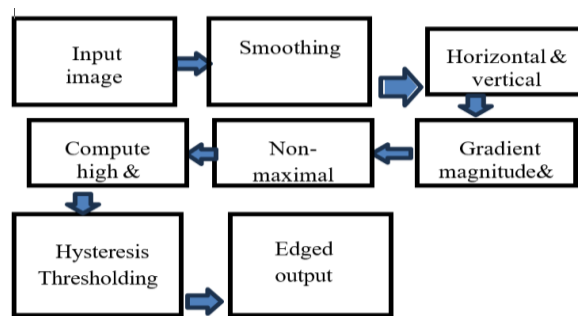 Input
image
Smoothing
Horizontal &
vertical
Gradient
magnitude&
Non-
maximal
Compute
high &
Hysteresis
Thresholding
Edged
output